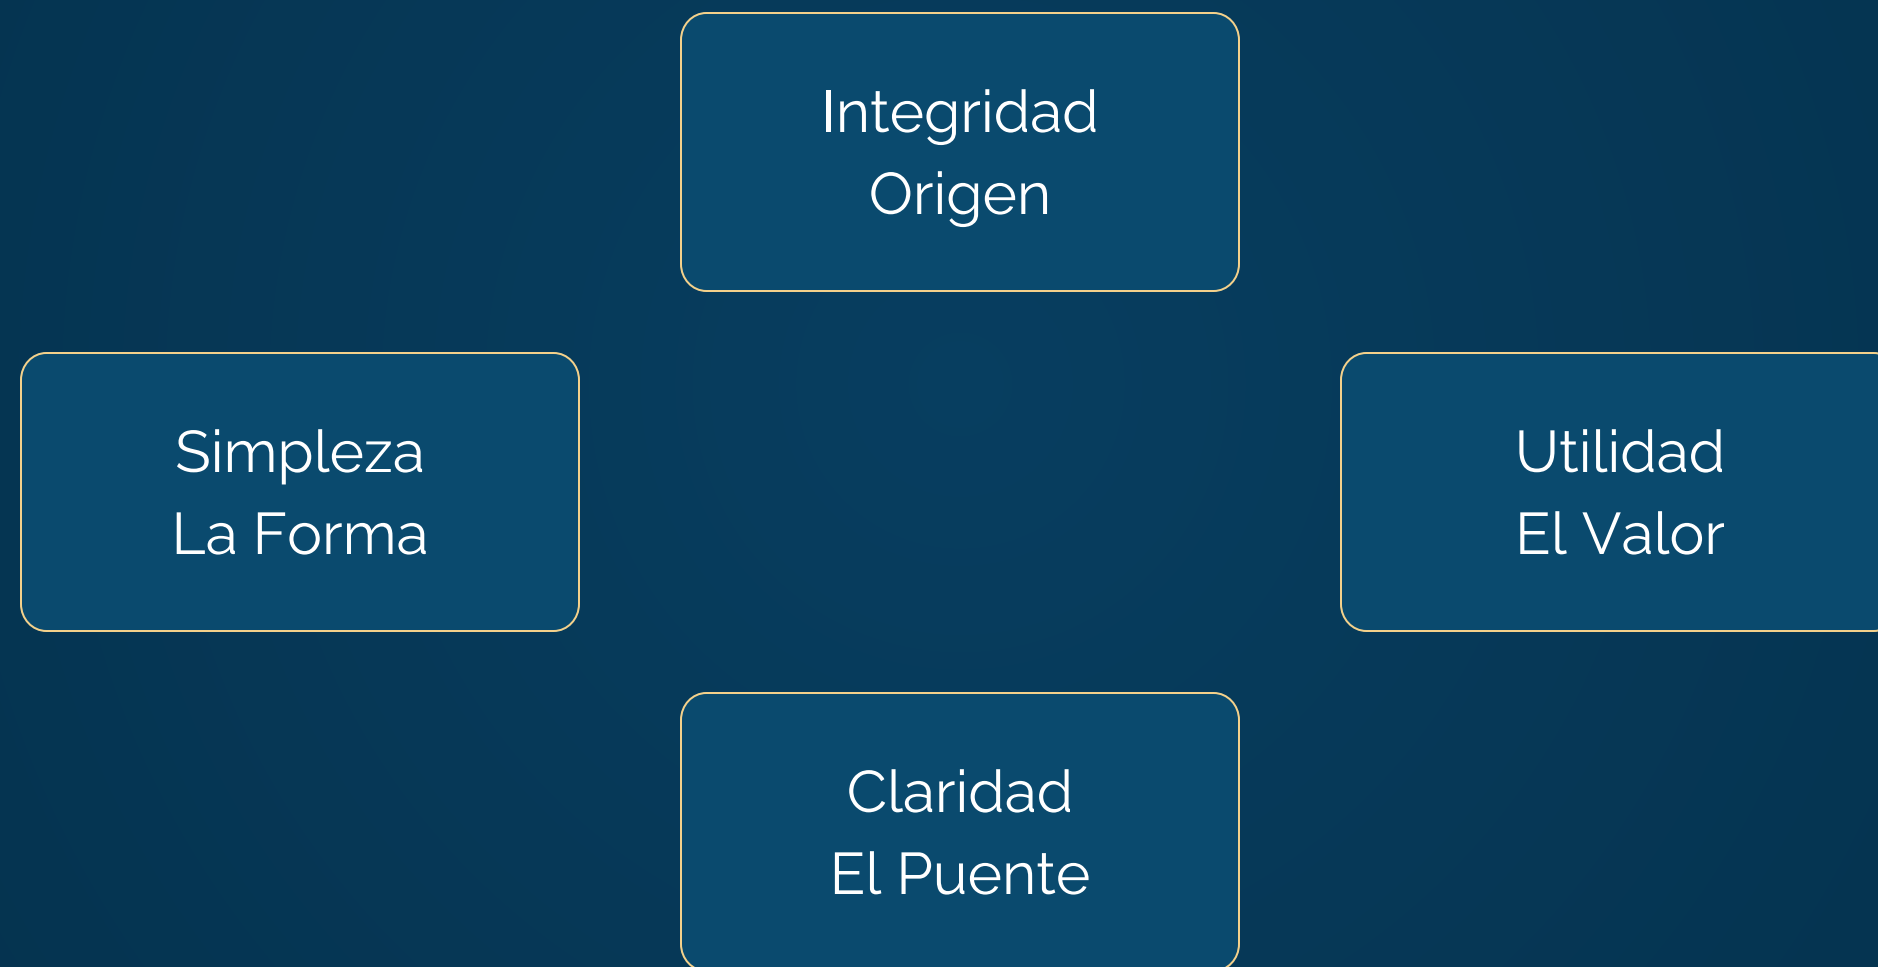 Integridad
Origen
Simpleza
La Forma
Utilidad
El Valor
Claridad
El Puente